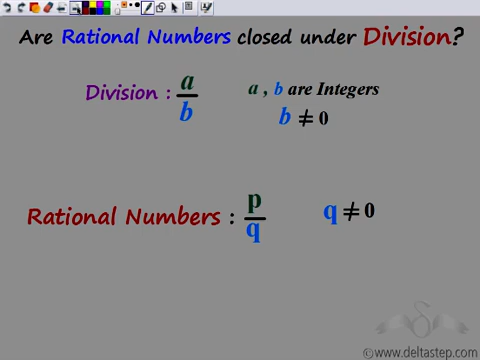 Are Rational Numbers closed under Division?
Division : a/b a , b are Integers
b ≠ 0
Rational Numbers : p/q q ≠ 0
©www.deltastep.com